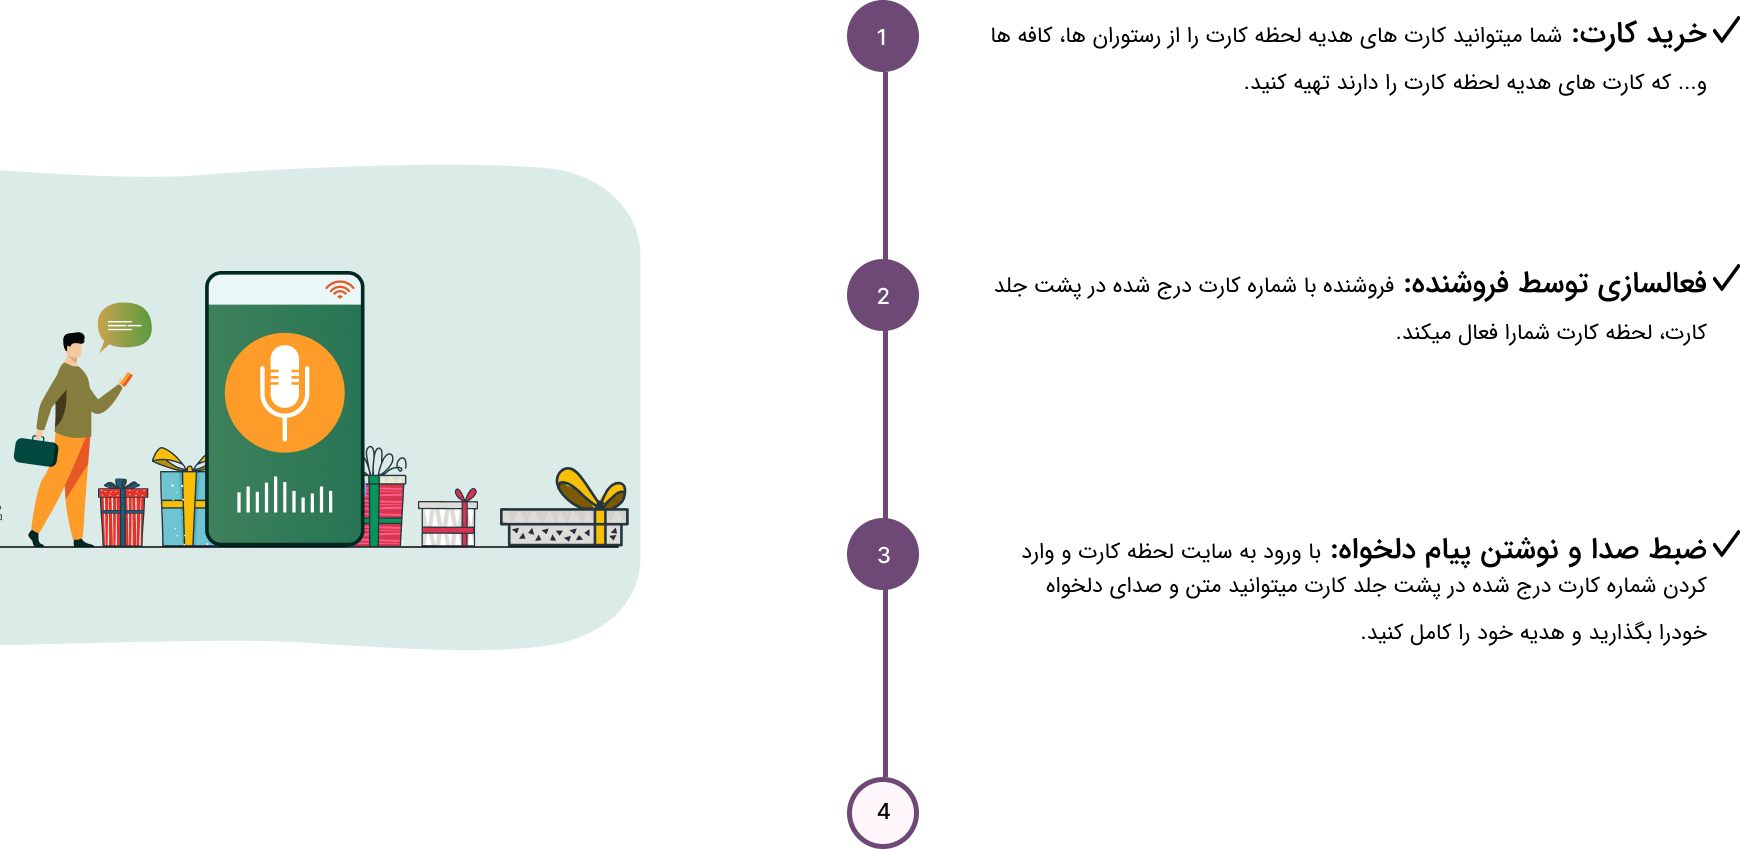 1
خرید کارت: شما میتوانید کارت های هدیه لحظه کارت را از رستوران ها، کافه ها
و... که کارت های هدیه لحظه کارت را دارند تهیه کنید.
2
فعالسازی توسط فروشنده: فروشنده با شماره کارت درج شده در پشت جلد
کارت، لحظه کارت شمارا فعال میکند.
3
ضبط صدا و نوشتن پیام دلخواه: با ورود به سایت لحظه کارت و وارد
کردن شماره کارت درج شده در پشت جلد کارت میتوانید متن و صدای دلخواه
خودرا بگذارید و هدیه خود را کامل کنید.
4